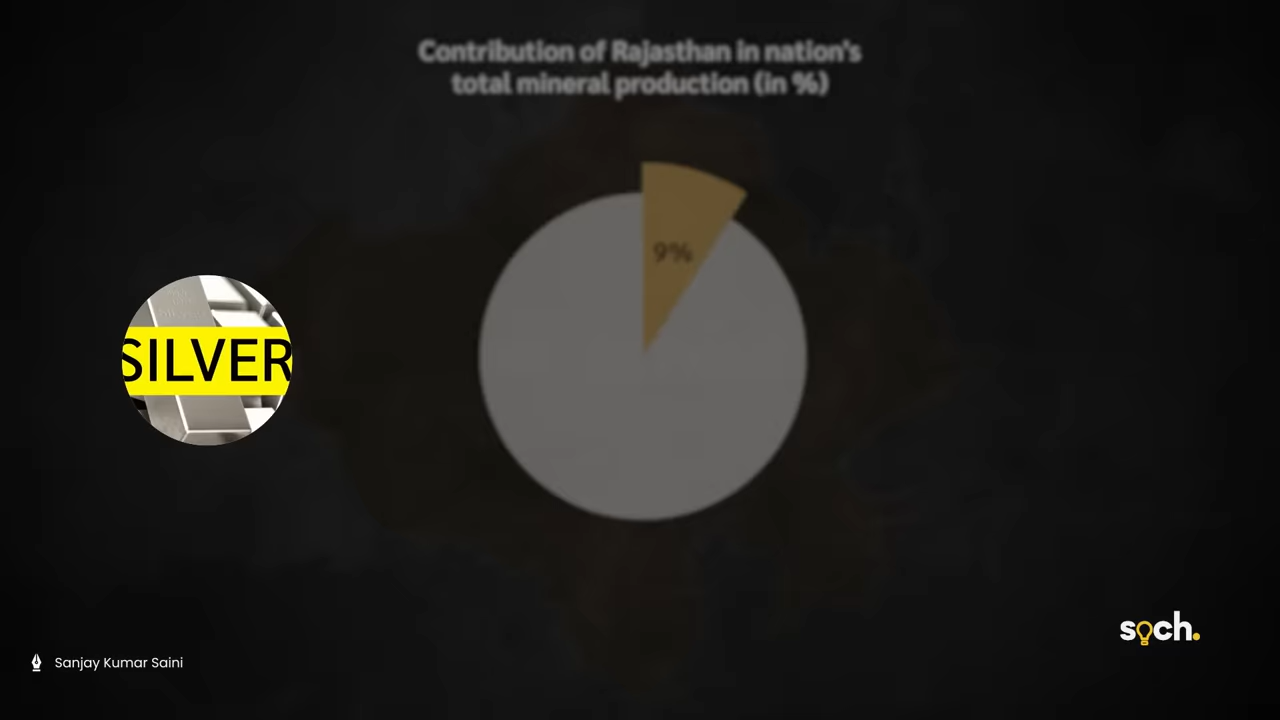 Contribution of Rajasthan in nation's
total mineral production (in %)
9%
SILVER
Sanjay Kumar Saini
soch.